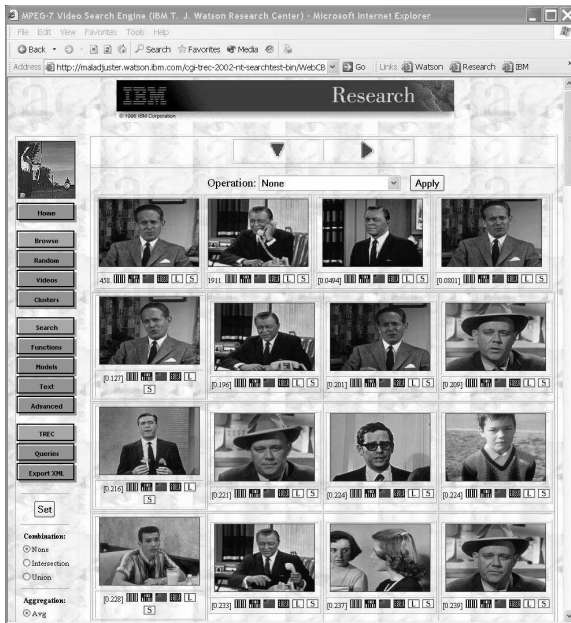 MPEG-7 Video Search Engine (IBM T. J. Watson Research Center) - Microsoft Internet Explorer
File Edit View Favorites Tools Help
Back Search Favorites Media
Address http://maladjuster.watson.ibm.com/cgi-trec-2002-nt-searchtest-bin/WebCB Go Links Watson Research IBM
IBM Research
© 1996 IBM Corporation
Operation: None Apply
Home
Browse
Random
Videos
Clusters
Search
Functions
Models
Text
Advanced
TREC
Queries
Export XML
Set
Combination:
None
Intersection
Union
Aggregation:
Avg
458 L S
1911 L S
[0.0494] L S
[0.0801] L S
[0.127] L S
[0.196] L S
[0.201] L S
[0.209] L S
[0.216] L S
[0.221] L S
[0.224] L S
[0.224] L S
[0.228] L S
[0.233] L S
[0.237] L S
[0.239] L S